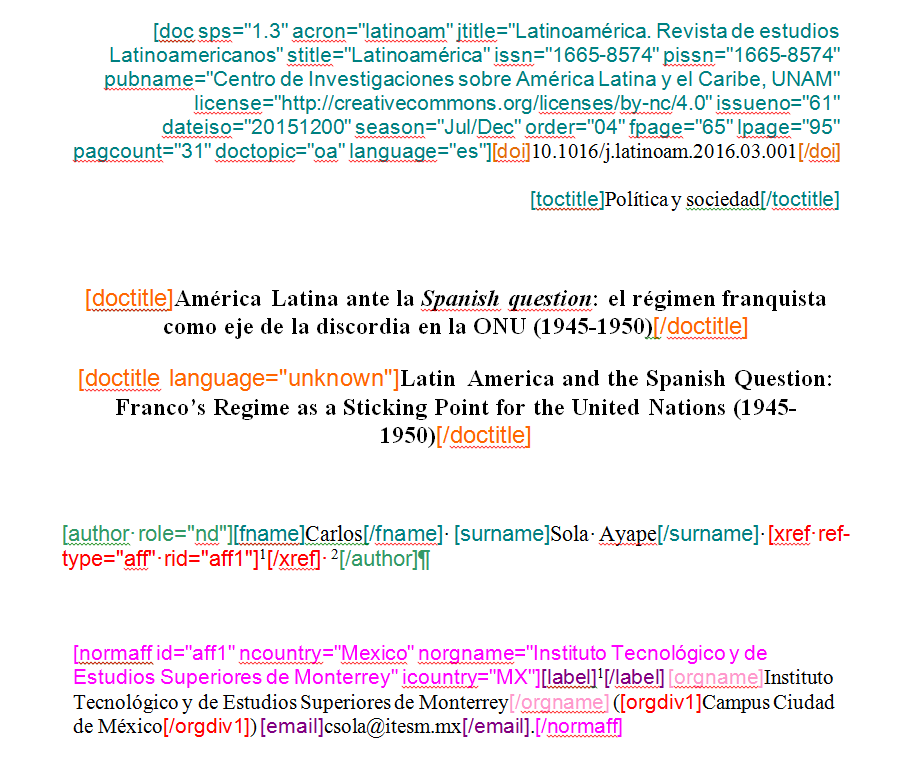 [doc sps="1.3" acron="latinoam" jtitle="Latinoamérica. Revista de estudios
Latinoamericanos" stitle="Latinoamérica" issn="1665-8574" pissn="1665-8574"
pubname="Centro de Investigaciones sobre América Latina y el Caribe, UNAM"
license="http://creativecommons.org/licenses/by-nc/4.0" issueno="61"
dateiso="20151200" season="Jul/Dec" order="04" fpage="65" lpage="95"
pagcount="31" doctopic="oa" language="es"][doi]10.1016/j.latinoam.2016.03.001[/doi]
[toctitle]Política y sociedad[/toctitle]
[doctitle]América Latina ante la Spanish question: el régimen franquista
como eje de la discordia en la ONU (1945-1950)[/doctitle]
[doctitle language="unknown"]Latin America and the Spanish Question:
Franco’s Regime as a Sticking Point for the United Nations (1945-
1950)[/doctitle]
[author· role="nd"][fname]Carlos[/fname]· [surname]Sola· Ayape[/surname]· [xref· ref-
type="aff"· rid="aff1"]¹[/xref]· ²[/author]¶
[normaff id="aff1" ncountry="Mexico" norgname="Instituto Tecnológico y de
Estudios Superiores de Monterrey" icountry="MX"][label]¹[/label] [orgname]Instituto
Tecnológico y de Estudios Superiores de Monterrey[/orgname] ([orgdiv1]Campus Ciudad
de México[/orgdiv1]) [email]csola@itesm.mx[/email].[/normaff]